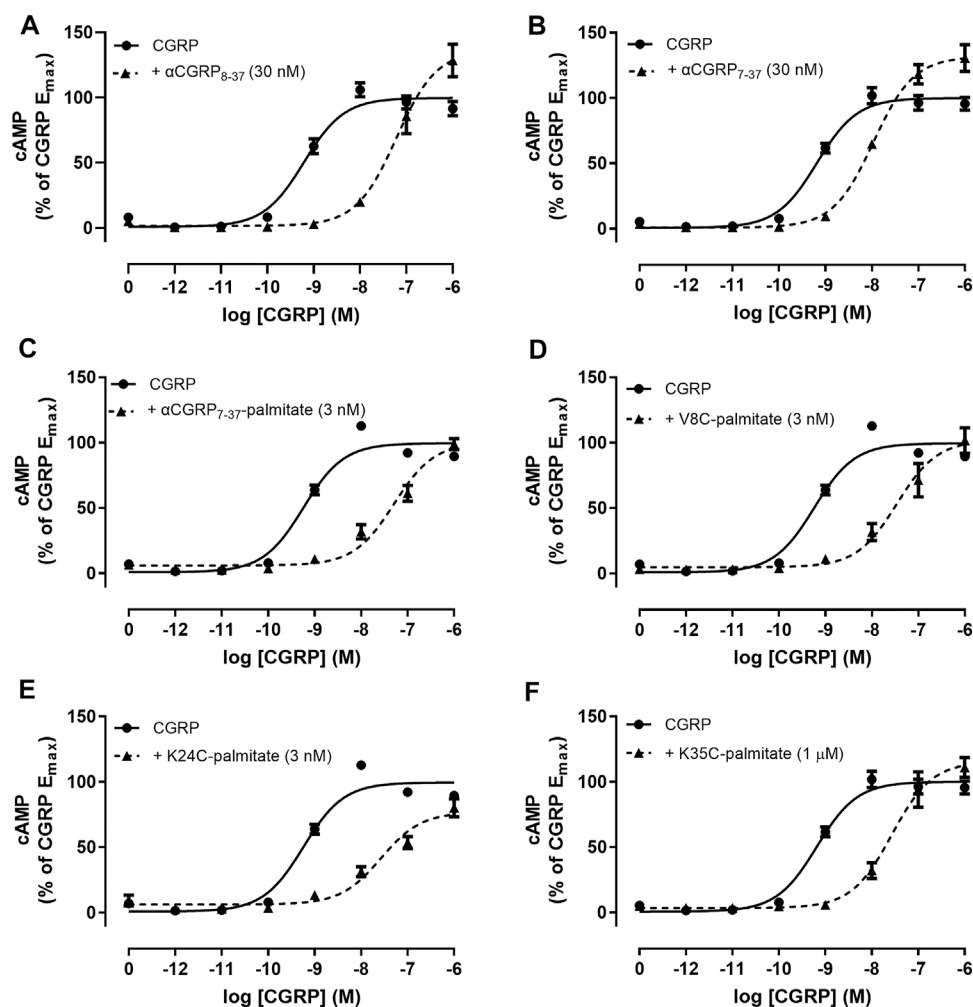 A
150
CGRP
+ αCGRP8-37 (30 nM)
100
50
0
cAMP
(% of CGRP Emax)
0 -12 -11 -10 -9 -8 -7 -6
log [CGRP] (M)
B
150
CGRP
+ αCGRP7-37 (30 nM)
100
50
0
cAMP
(% of CGRP Emax)
0 -12 -11 -10 -9 -8 -7 -6
log [CGRP] (M)
C
150
CGRP
+ αCGRP7-37-palmitate (3 nM)
100
50
0
cAMP
(% of CGRP Emax)
0 -12 -11 -10 -9 -8 -7 -6
log [CGRP] (M)
D
150
CGRP
+ V8C-palmitate (3 nM)
100
50
0
cAMP
(% of CGRP Emax)
0 -12 -11 -10 -9 -8 -7 -6
log [CGRP] (M)
E
150
CGRP
+ K24C-palmitate (3 nM)
100
50
0
cAMP
(% of CGRP Emax)
0 -12 -11 -10 -9 -8 -7 -6
log [CGRP] (M)
F
150
CGRP
+ K35C-palmitate (1 μM)
100
50
0
cAMP
(% of CGRP Emax)
0 -12 -11 -10 -9 -8 -7 -6
log [CGRP] (M)